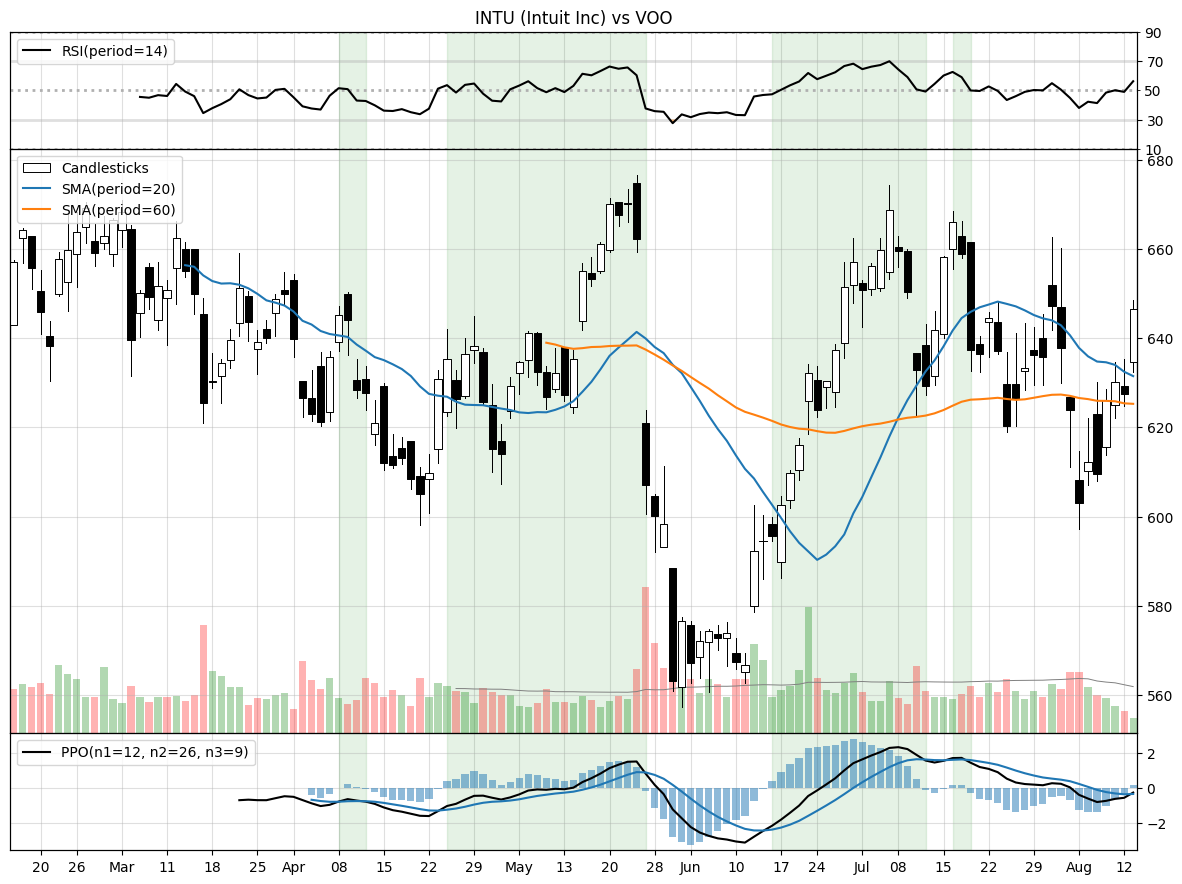 INTU (Intuit Inc) vs VOO
RSI(period=14)
90
70
50
30
10
Candlesticks
SMA(period=20)
SMA(period=60)
680
660
640
620
600
580
560
PPO(n1=12, n2=26, n3=9)
2
0
−2
20 26 Mar 11 18 25 Apr 08 15 22 29 May 13 20 28 Jun 10 17 24 Jul 08 15 22 29 Aug 12